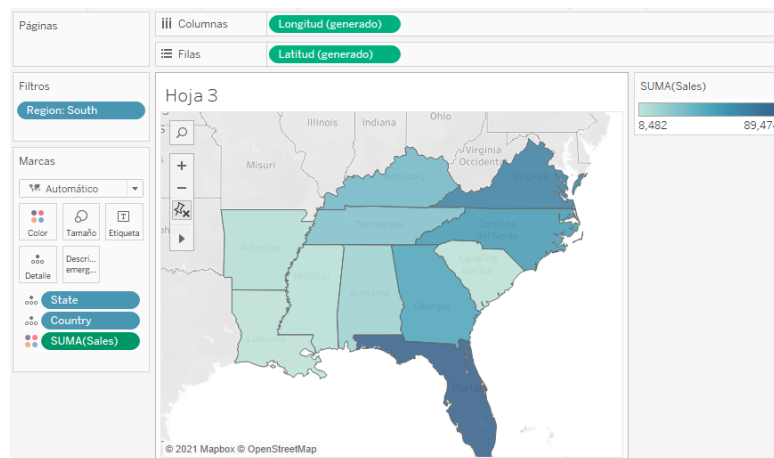 Páginas
Columnas
Longitud (generado)
Filas
Latitud (generado)
Filtros
Region: South
Marcas
Automático
Color
Tamaño
Etiqueta
Detalle
Descri...
emerg...
State
Country
SUMA(Sales)
Hoja 3
Illinois
Indiana
Ohio
Misuri
Virginia
Occidental
Kentucky
Virginia
Tennessee
Carolina
del Norte
Arkansas
Carolina
del Sur
Misisipi
Alabama
Georgia
Luisiana
Florida
© 2021 Mapbox © OpenStreetMap
SUMA(Sales)
8,482
89,474